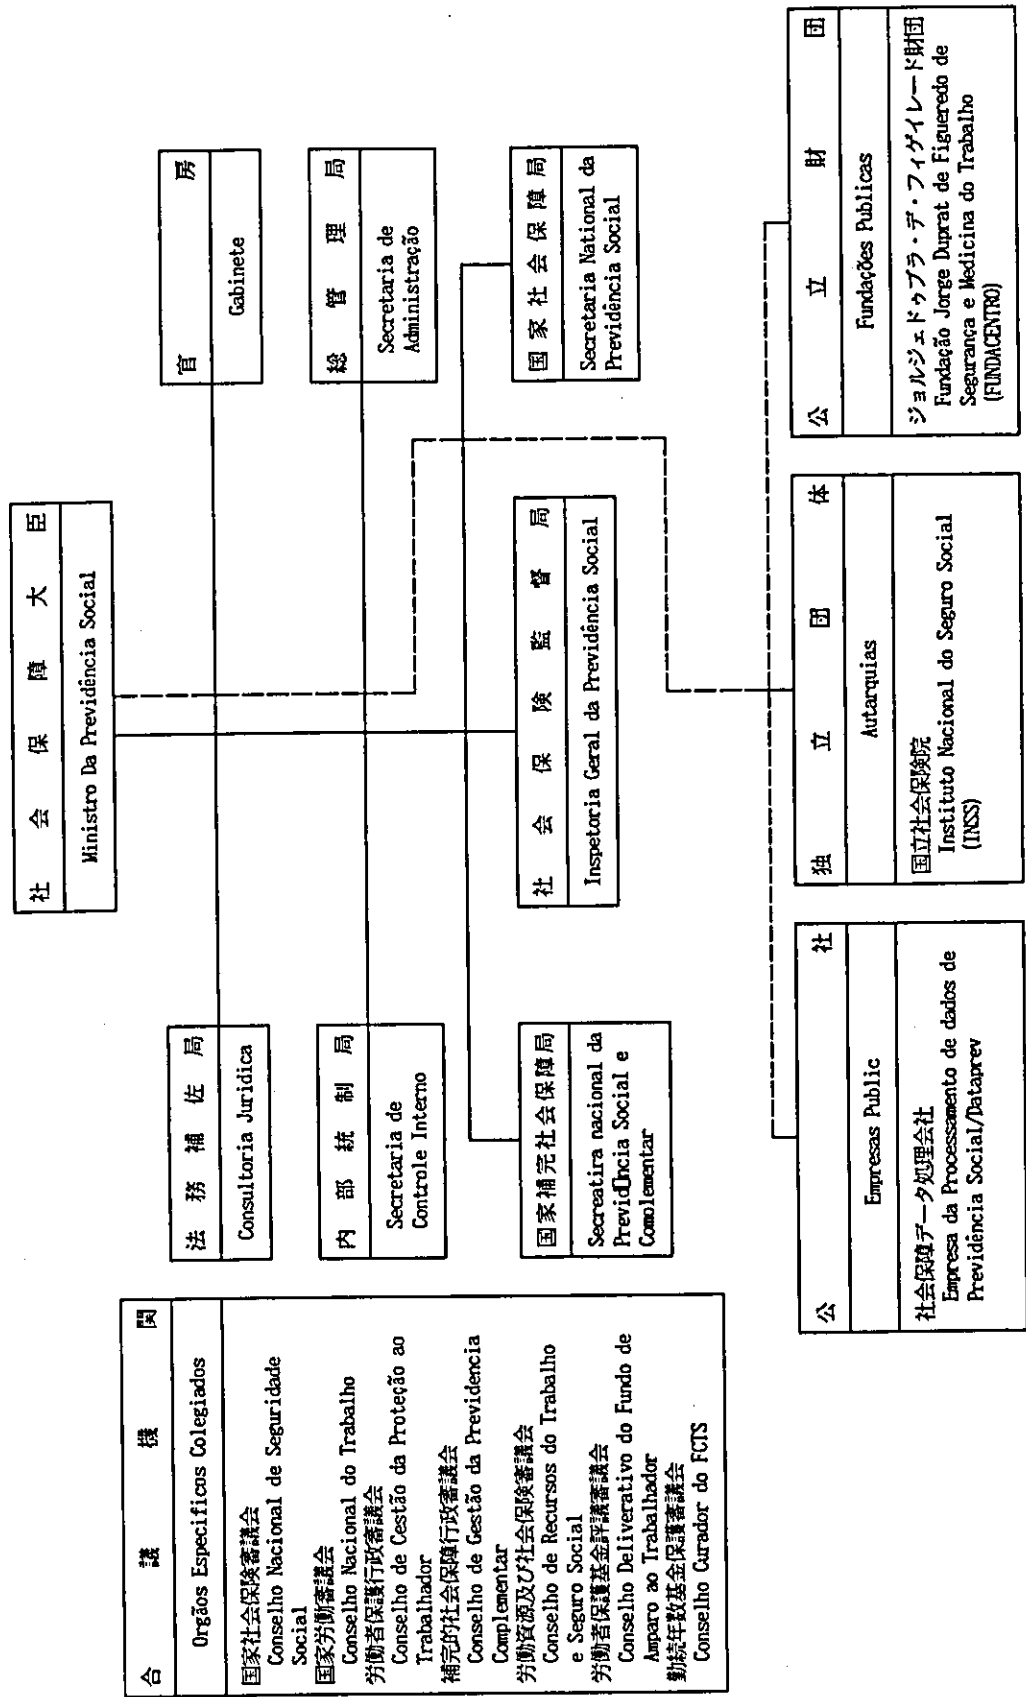 社会保障大臣
Ministro Da Previdência Social
法務補佐局
Consultoria Juridica
官房
Gabinete
内部統制局
Secretaria de
Controle Interno
総管理局
Secretaria de
Administração
国家補完社会保障局
Secreatira nacional da
Previdência Social e
Comolementar
社会保険監督局
Inspetoria Geral da Previdência Social
国家社会保障局
Secretaria National da
Previdência Social
合議機関
Orgãos Especificos Colegiados
国家社会保険審議会
Conselho Nacional de Seguridade
Social
国家労働審議会
Conselho Nacional do Trabalho
労働者保護行政審議会
Conselho de Cestão da Proteção ao
Trabalhador
補完的社会保障行政審議会
Conselho de Gestão da Previdencia
Complementar
労働資源及び社会保険審議会
Conselho de Recursos do Trabalho
e Seguro Social
労働者保護基金評議審議会
Conselho Deliverativo do Fundo de
Amparo ao Trabalhador
勤続年数基金保護審議会
Conselho Curador do FCTS
公社
Empresas Public
社会保障データ処理会社
Empresa da Processamento de dados de
Previdência Social/Dataprev
独立団体
Autarquias
国立社会保険院
Instituto Nacional do Seguro Social
(INSS)
公立財団
Fundações Publicas
ジョルジェドゥプラ・デ・フィゲイレード財団
Fundação Jorge Duprat de Figueredo de
Segurança e Medicina do Trabalho
(FUNDACENTRO)